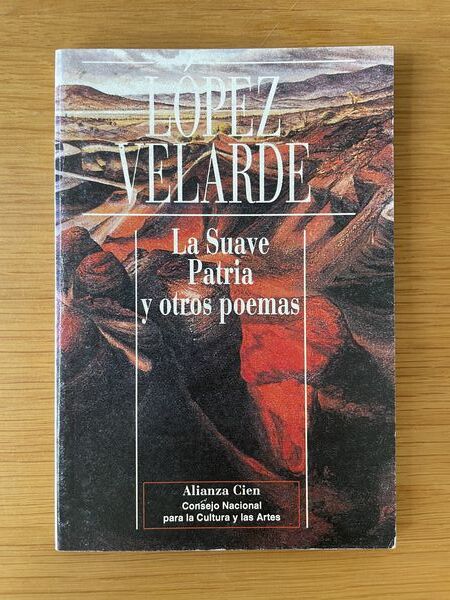 LÓPEZ
VELARDE
La Suave
Patria
y otros poemas
Alianza Cien
Consejo Nacional
para la Cultura y las Artes